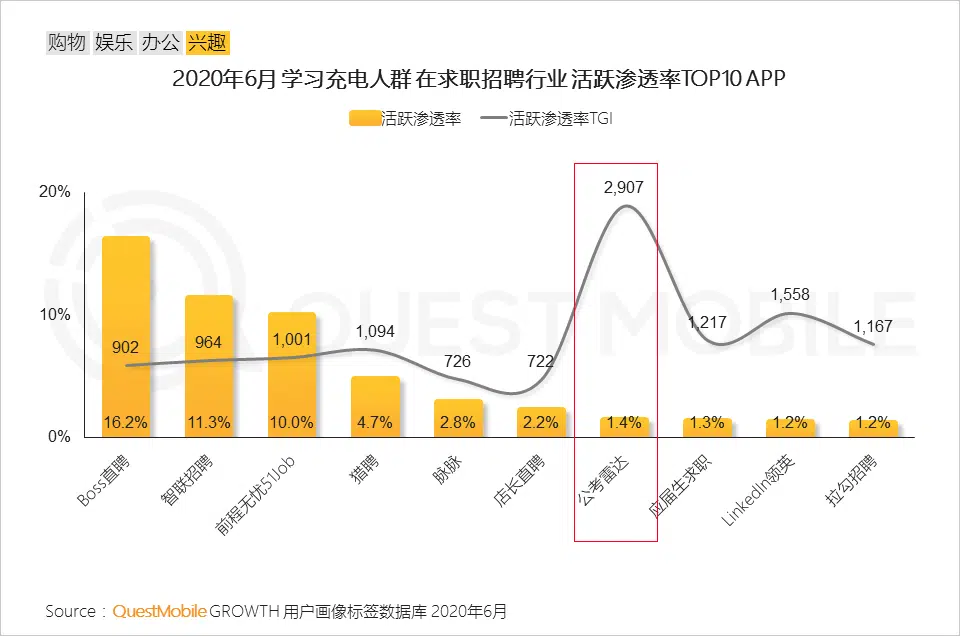 购物 娱乐 办公 兴趣
2020年6月 学习充电人群 在求职招聘行业 活跃渗透率TOP10 APP
活跃渗透率 活跃渗透率TGI
20%
10%
0%
902 964 1,001 1,094 726 722 2,907 1,217 1,558 1,167
16.2% 11.3% 10.0% 4.7% 2.8% 2.2% 1.4% 1.3% 1.2% 1.2%
Boss直聘 智联招聘 前程无忧51Job 猎聘 脉脉 店长直聘 公考雷达 应届生求职 LinkedIn领英 拉勾招聘
QUEST MOBILE
Source：QuestMobile GROWTH 用户画像标签数据库 2020年6月